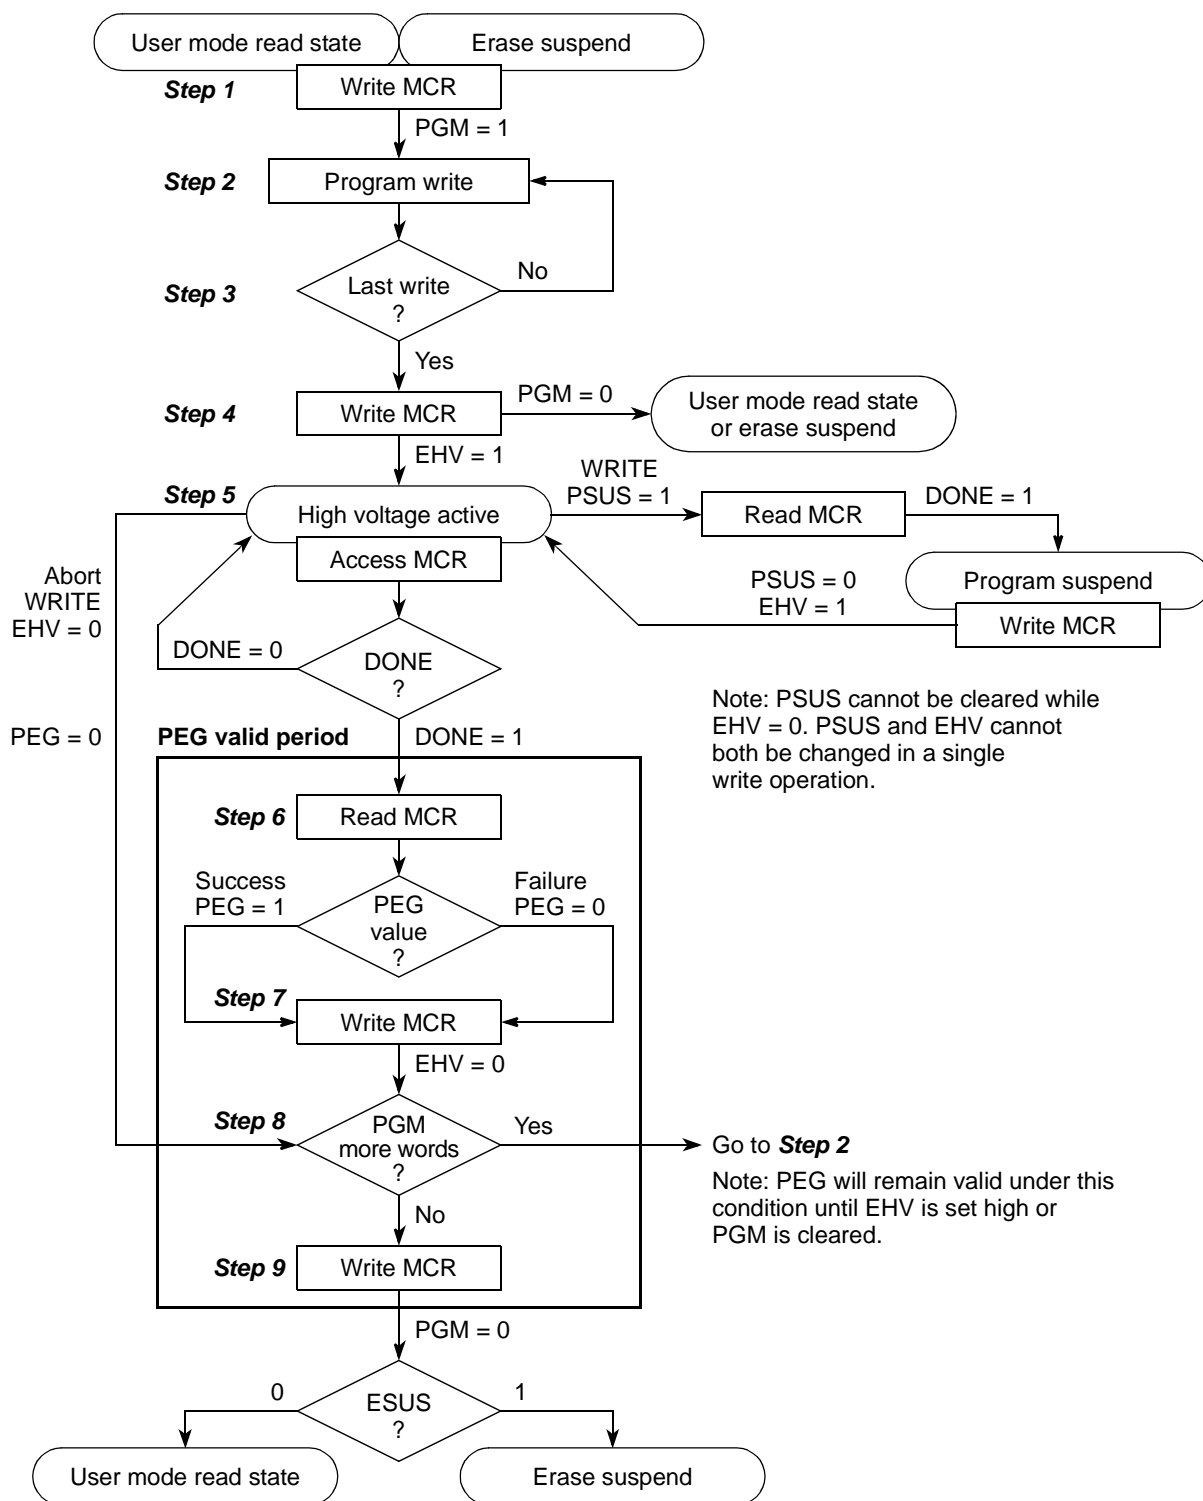 User mode read state
Erase suspend
Step 1
Write MCR
PGM = 1
Step 2
Program write
No
Step 3
Last write
?
Yes
Step 4
Write MCR
PGM = 0
User mode read state
or erase suspend
EHV = 1
Step 5
High voltage active
WRITE
PSUS = 1
Read MCR
DONE = 1
Access MCR
Abort
WRITE
EHV = 0
PSUS = 0
EHV = 1
Program suspend
Write MCR
DONE = 0
DONE
?
Note: PSUS cannot be cleared while
EHV = 0. PSUS and EHV cannot
both be changed in a single
write operation.
PEG = 0
PEG valid period
DONE = 1
Step 6
Read MCR
Success
PEG = 1
PEG
value
?
Failure
PEG = 0
Step 7
Write MCR
EHV = 0
Step 8
PGM
more words
?
Yes
Go to Step 2
Note: PEG will remain valid under this
condition until EHV is set high or
PGM is cleared.
No
Step 9
Write MCR
PGM = 0
0
ESUS
?
1
User mode read state
Erase suspend